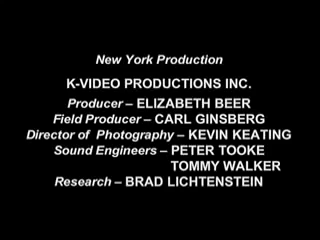 New York Production
K-VIDEO PRODUCTIONS INC.
Producer – ELIZABETH BEER
Field Producer – CARL GINSBERG
Director of Photography – KEVIN KEATING
Sound Engineers – PETER TOOKE
TOMMY WALKER
Research – BRAD LICHTENSTEIN